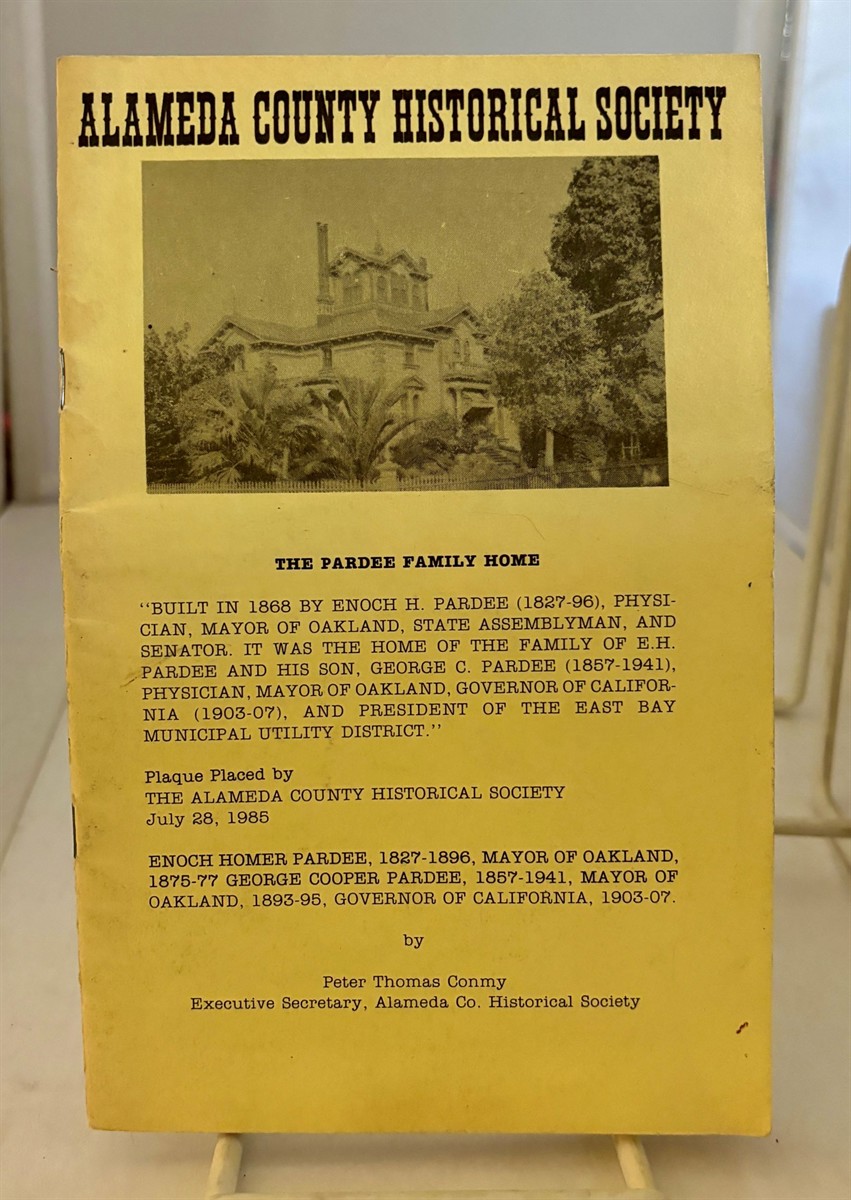 ALAMEDA COUNTY HISTORICAL SOCIETY
THE PARDEE FAMILY HOME
"BUILT IN 1868 BY ENOCH H. PARDEE (1827-96), PHYSI-
CIAN, MAYOR OF OAKLAND, STATE ASSEMBLYMAN, AND
SENATOR. IT WAS THE HOME OF THE FAMILY OF E.H.
PARDEE AND HIS SON, GEORGE C. PARDEE (1857-1941),
PHYSICIAN, MAYOR OF OAKLAND, GOVERNOR OF CALIFOR-
NIA (1903-07), AND PRESIDENT OF THE EAST BAY
MUNICIPAL UTILITY DISTRICT."
Plaque Placed by
THE ALAMEDA COUNTY HISTORICAL SOCIETY
July 28, 1985
ENOCH HOMER PARDEE, 1827-1896, MAYOR OF OAKLAND,
1875-77 GEORGE COOPER PARDEE, 1857-1941, MAYOR OF
OAKLAND, 1893-95, GOVERNOR OF CALIFORNIA, 1903-07.
by
Peter Thomas Conmy
Executive Secretary, Alameda Co. Historical Society